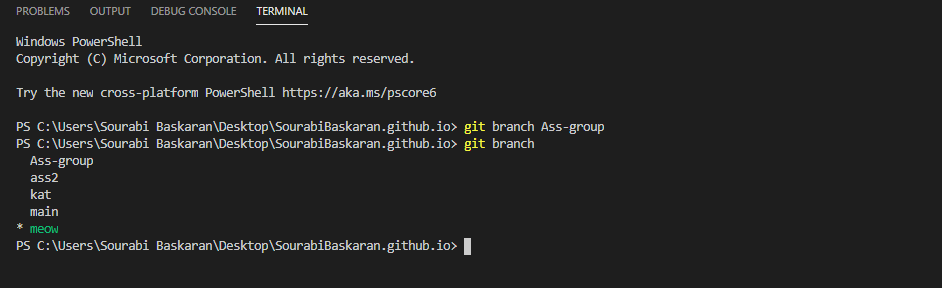 PROBLEMS OUTPUT DEBUG CONSOLE TERMINAL
Windows PowerShell
Copyright (C) Microsoft Corporation. All rights reserved.
Try the new cross-platform PowerShell https://aka.ms/pscore6
PS C:\Users\Sourabi Baskaran\Desktop\SourabiBaskaran.github.io> git branch Ass-group
PS C:\Users\Sourabi Baskaran\Desktop\SourabiBaskaran.github.io> git branch
Ass-group
ass2
kat
main
* meow
PS C:\Users\Sourabi Baskaran\Desktop\SourabiBaskaran.github.io>